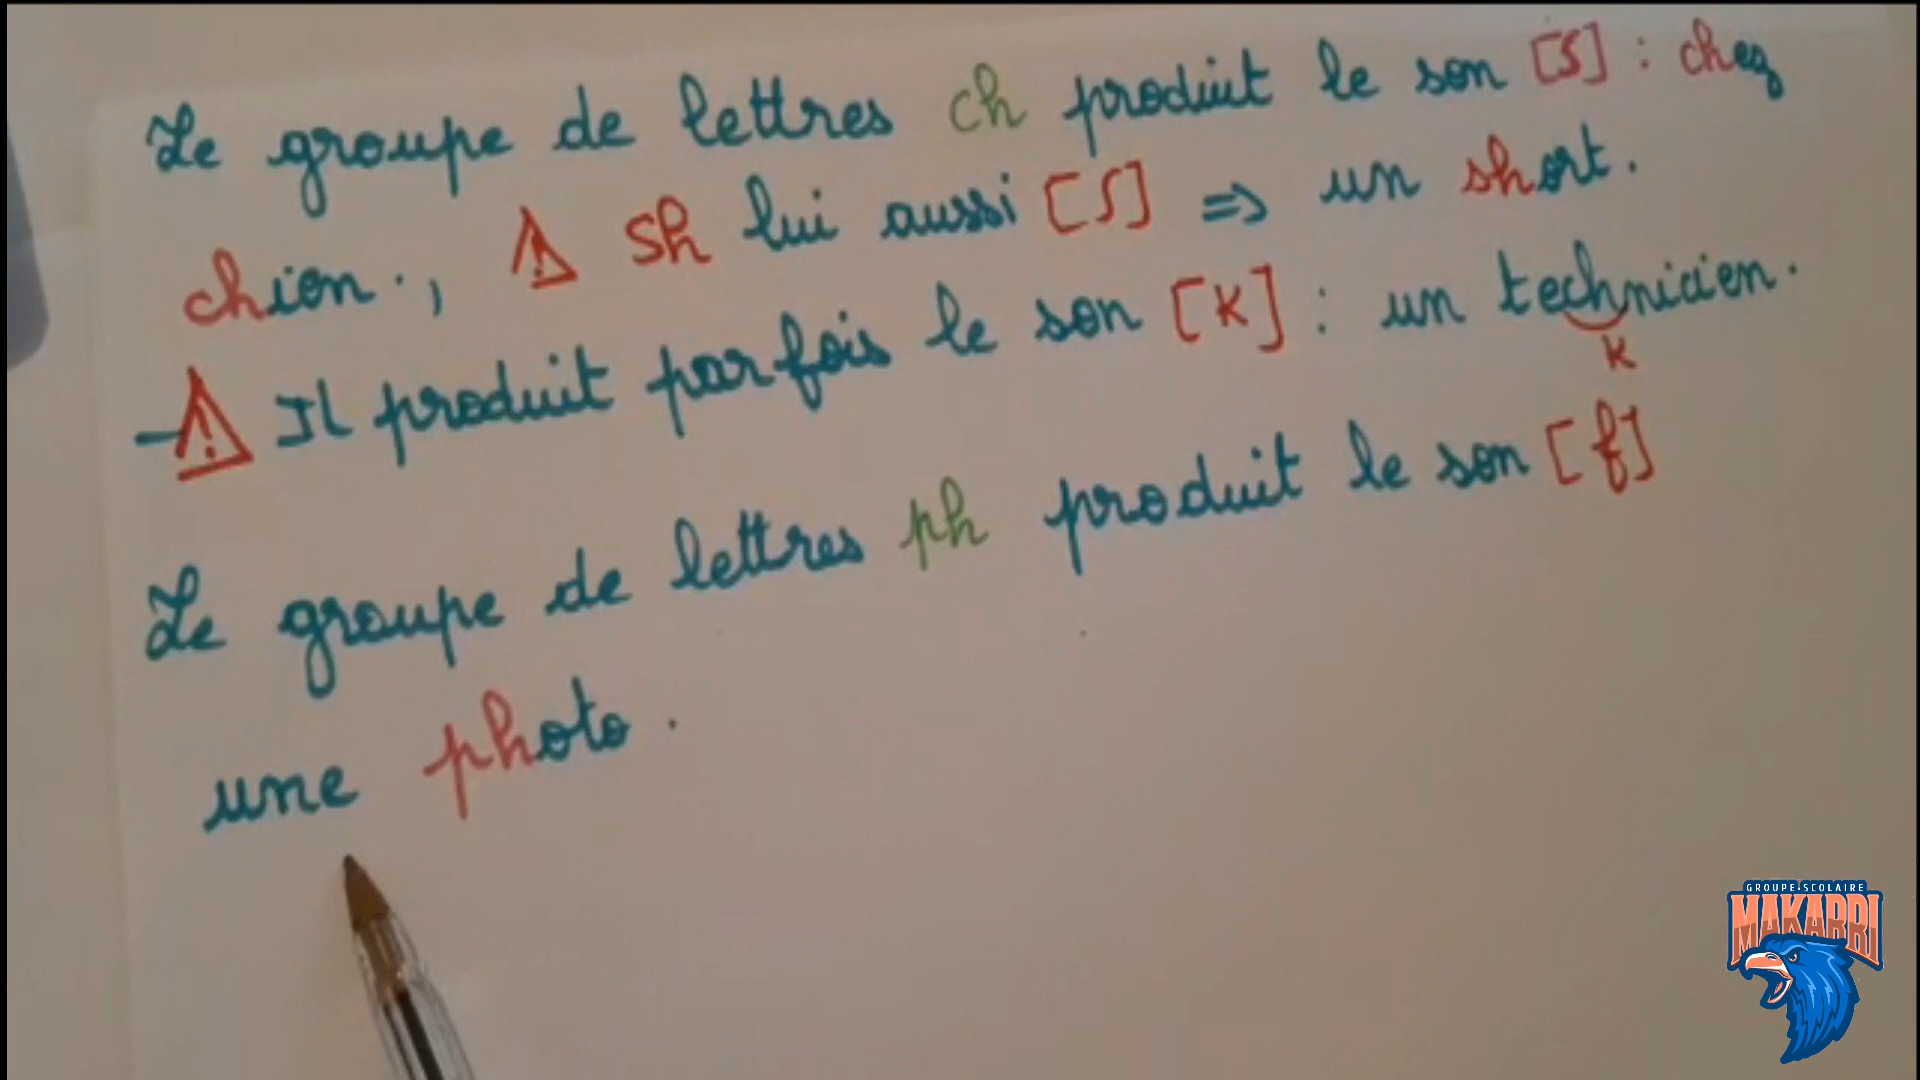 Le groupe de lettres ch produit le son [ʃ] : chez
chion., ⚠ Sh lui aussi [ʃ] => un short.
-⚠ Il produit parfois le son [K] : un technicien.
K
Le groupe de lettres ph produit le son [f]
une photo.
GROUPE SCOLAIRE
MAKARRI